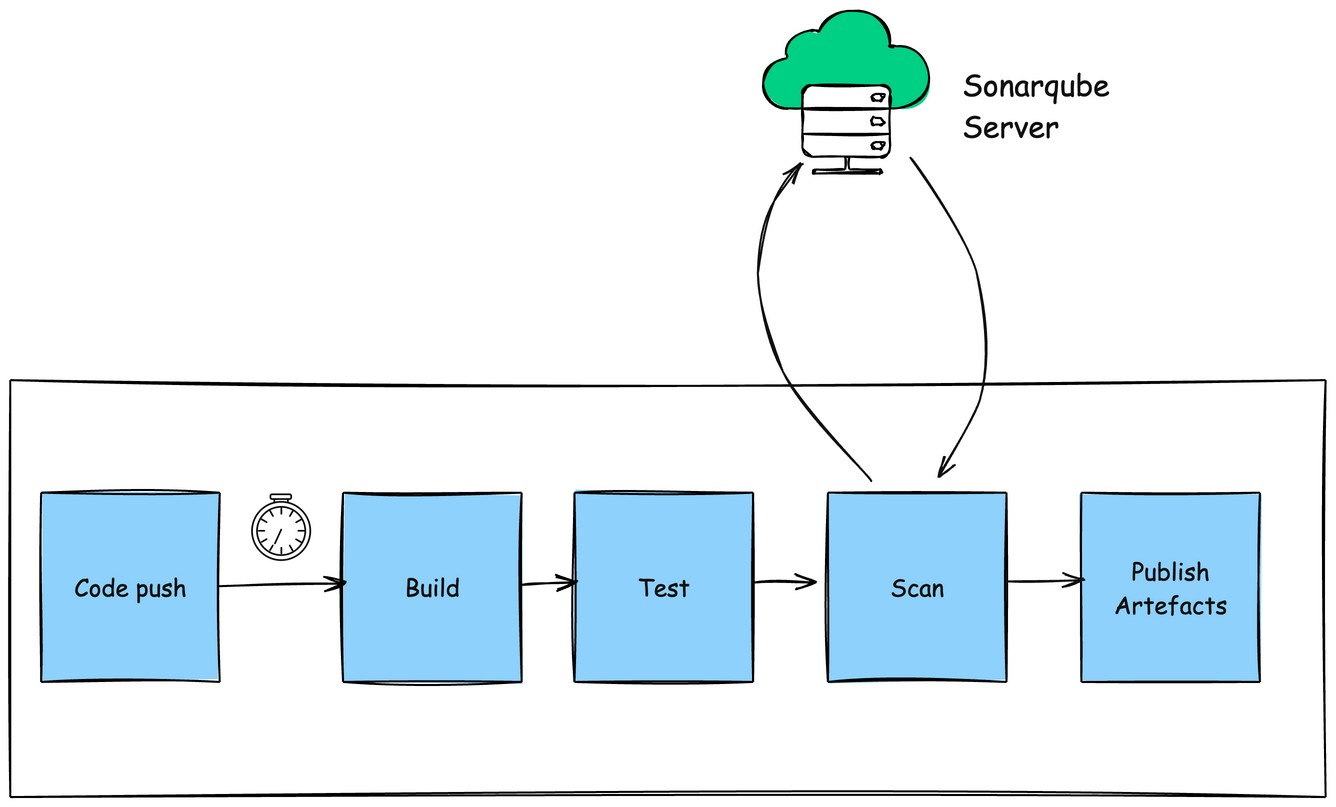 Sonarqube
Server
Code push
Build
Test
Scan
Publish
Artefacts